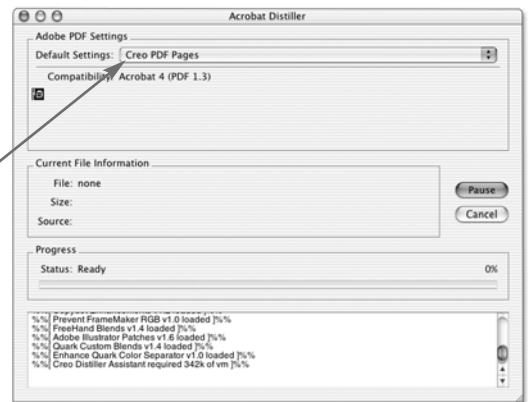 Acrobat Distiller
Adobe PDF Settings
Default Settings: Creo PDF Pages
Compatibility: Acrobat 4 (PDF 1.3)
Current File Information
File: none
Size:
Source:
Pause
Cancel
Progress
Status: Ready 0%
%%[ Prevent FrameMaker RGB v1.0 loaded ]%%
%%[ FreeHand Blends v1.4 loaded ]%%
%%[ Adobe Illustrator Patches v1.6 loaded ]%%
%%[ Quark Custom Blends v1.4 loaded ]%%
%%[ Enhance Quark Color Separator v1.0 loaded ]%%
%%[ Creo Distiller Assistant required 342k of vm ]%%